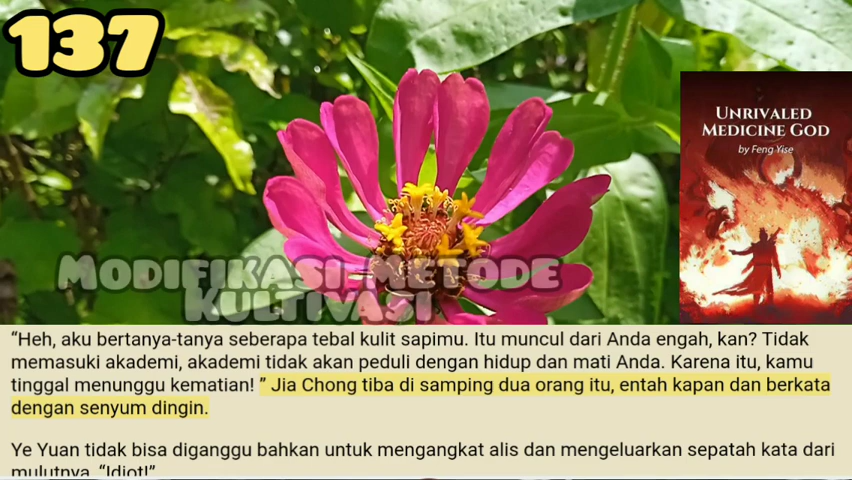 137
UNRIVALED
MEDICINE GOD
by Feng Yise
MODIFIKASI METODE
KULTIVASI
“Heh, aku bertanya-tanya seberapa tebal kulit sapimu. Itu muncul dari Anda engah, kan? Tidak
memasuki akademi, akademi tidak akan peduli dengan hidup dan mati Anda. Karena itu, kamu
tinggal menunggu kematian! ” Jia Chong tiba di samping dua orang itu, entah kapan dan berkata
dengan senyum dingin.
Ye Yuan tidak bisa diganggu bahkan untuk mengangkat alis dan mengeluarkan sepatah kata dari
mulutnya, “Idiot!”